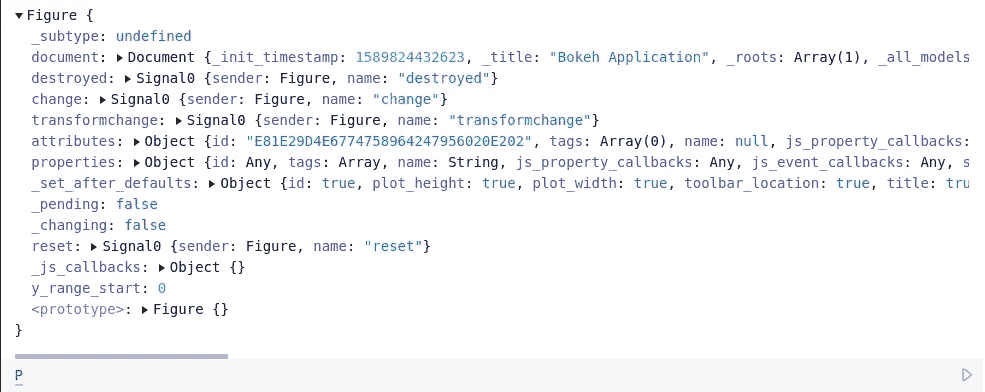 ▼Figure {
_subtype: undefined
document: ▶Document {_init_timestamp: 1589824432623, _title: "Bokeh Application", _roots: Array(1), _all_models
destroyed: ▶Signal0 {sender: Figure, name: "destroyed"}
change: ▶Signal0 {sender: Figure, name: "change"}
transformchange: ▶Signal0 {sender: Figure, name: "transformchange"}
attributes: ▶Object {id: "E81E29D4E6774758964247956020E202", tags: Array(0), name: null, js_property_callbacks:
properties: ▶Object {id: Any, tags: Array, name: String, js_property_callbacks: Any, js_event_callbacks: Any, s
_set_after_defaults: ▶Object {id: true, plot_height: true, plot_width: true, toolbar_location: true, title: tru
_pending: false
_changing: false
reset: ▶Signal0 {sender: Figure, name: "reset"}
_js_callbacks: ▶Object {}
y_range_start: 0
<prototype>: ▶Figure {}
}
P